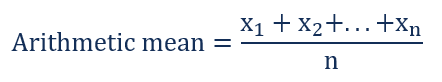 Arithmetic mean = x₁ + x₂+. . . +xₙ
n